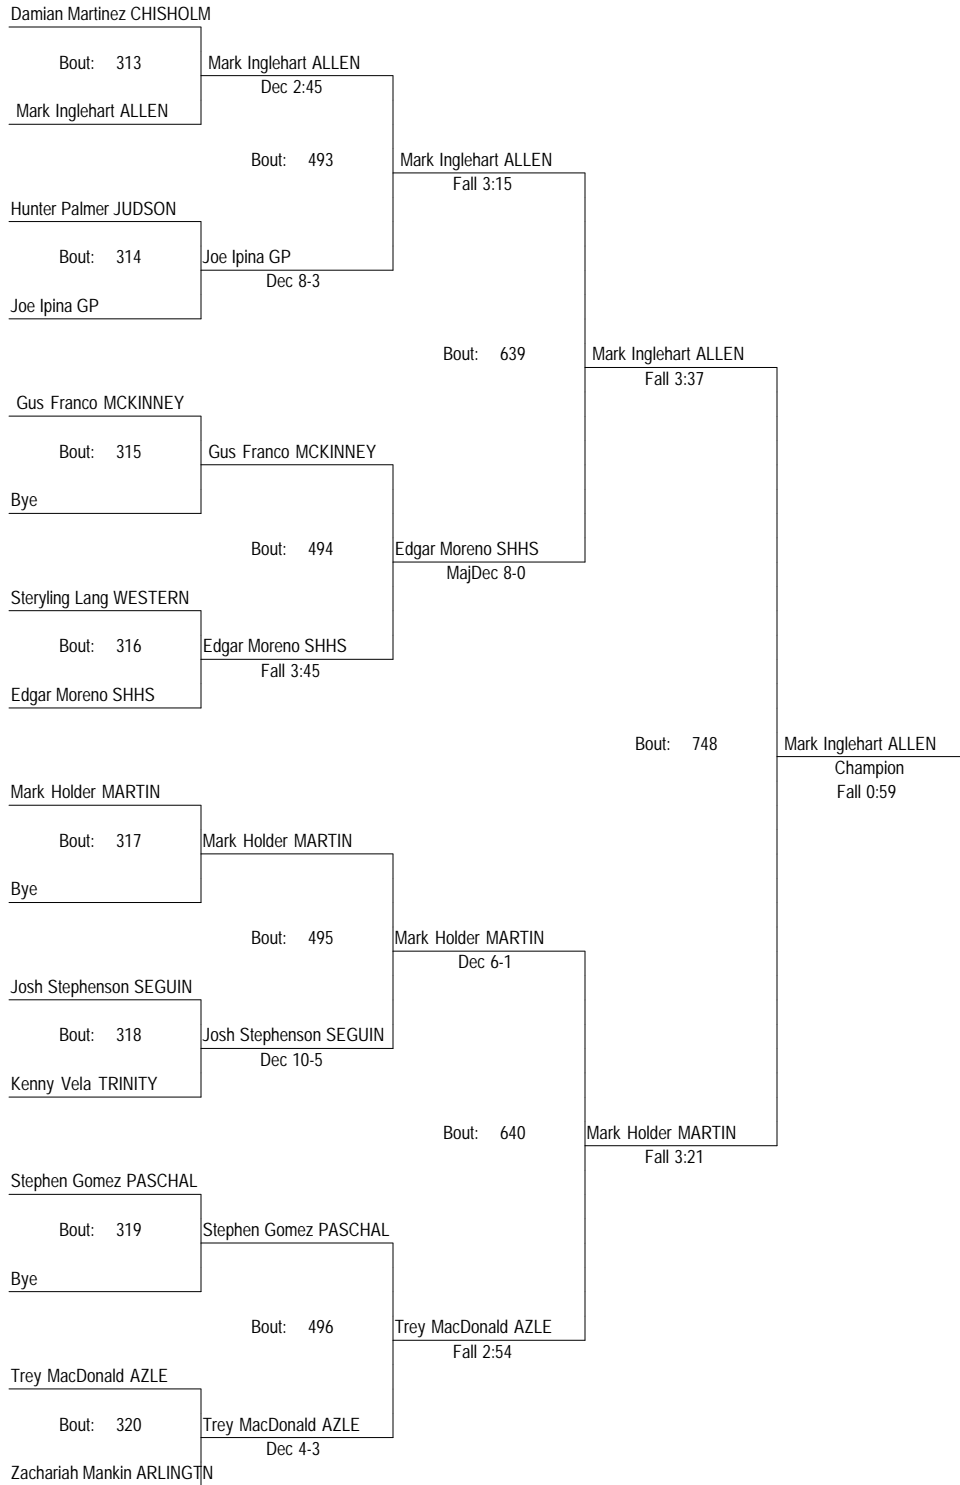 Damian Martinez CHISHOLM
Bout: 313
Mark Inglehart ALLEN
Dec 2:45
Mark Inglehart ALLEN
Bout: 493
Mark Inglehart ALLEN
Fall 3:15
Hunter Palmer JUDSON
Bout: 314
Joe Ipina GP
Dec 8-3
Joe Ipina GP
Bout: 639
Mark Inglehart ALLEN
Fall 3:37
Gus Franco MCKINNEY
Bout: 315
Gus Franco MCKINNEY
Bye
Bout: 494
Edgar Moreno SHHS
MajDec 8-0
Steryling Lang WESTERN
Bout: 316
Edgar Moreno SHHS
Fall 3:45
Edgar Moreno SHHS
Bout: 748
Mark Inglehart ALLEN
Champion
Fall 0:59
Mark Holder MARTIN
Bout: 317
Mark Holder MARTIN
Bye
Bout: 495
Mark Holder MARTIN
Dec 6-1
Josh Stephenson SEGUIN
Bout: 318
Josh Stephenson SEGUIN
Dec 10-5
Kenny Vela TRINITY
Bout: 640
Mark Holder MARTIN
Fall 3:21
Stephen Gomez PASCHAL
Bout: 319
Stephen Gomez PASCHAL
Bye
Bout: 496
Trey MacDonald AZLE
Fall 2:54
Trey MacDonald AZLE
Bout: 320
Trey MacDonald AZLE
Dec 4-3
Zachariah Mankin ARLINGTN